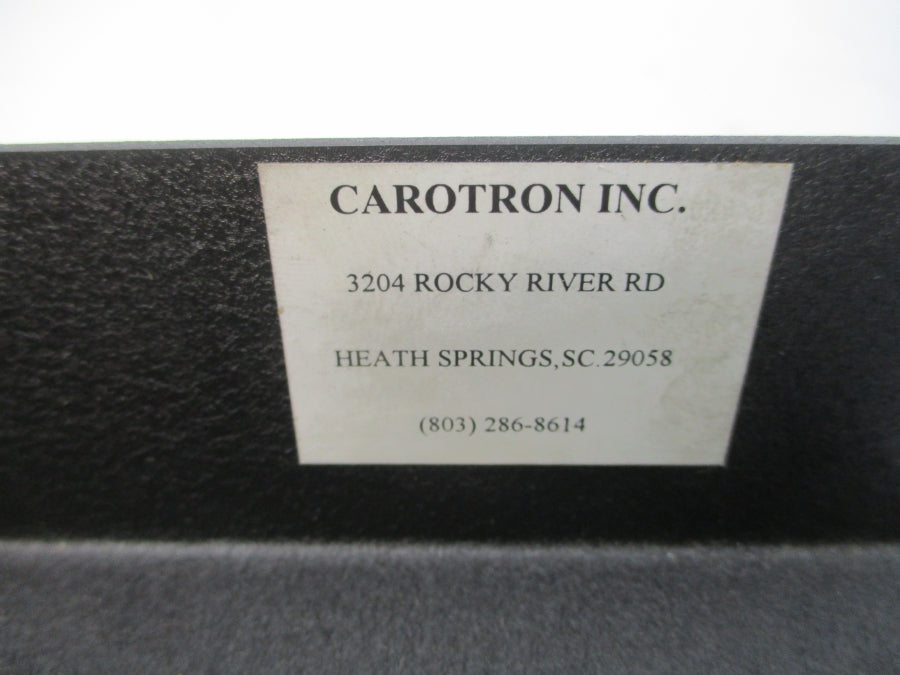 CAROTRON INC.
3204 ROCKY RIVER RD
HEATH SPRINGS,SC.29058
(803) 286-8614